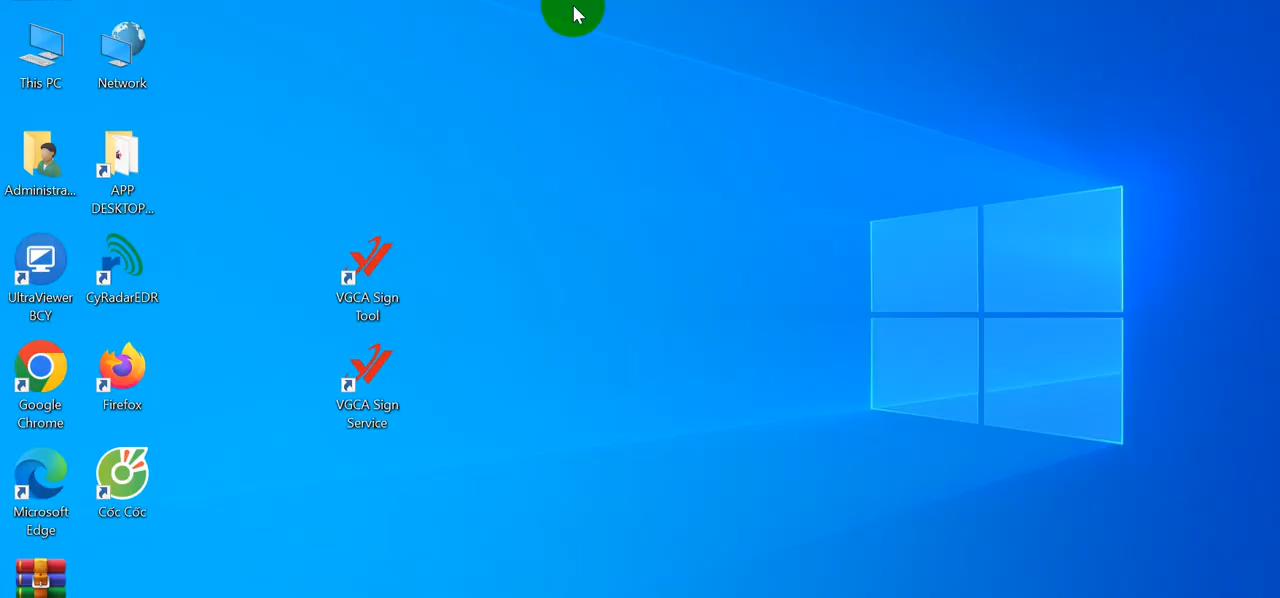 This PC
Network
Administra...
APP
DESKTOP...
UltraViewer
BCY
CyRadarEDR
VGCA Sign
Tool
Google
Chrome
Firefox
VGCA Sign
Service
Microsoft
Edge
Cốc Cốc